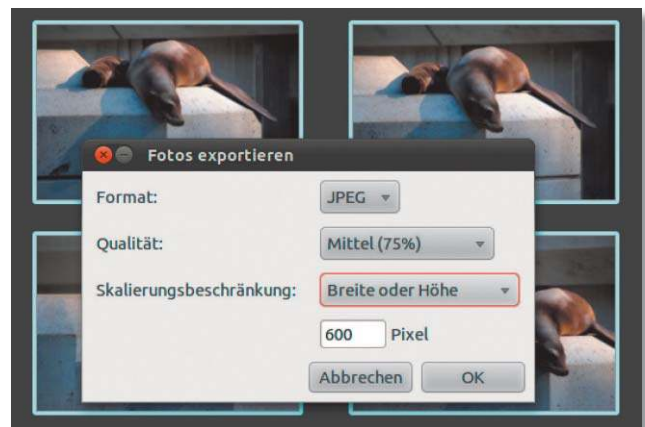 Fotos exportieren
Format: JPEG
Qualität: Mittel (75%)
Skalierungsbeschränkung: Breite oder Höhe
600 Pixel
Abbrechen OK